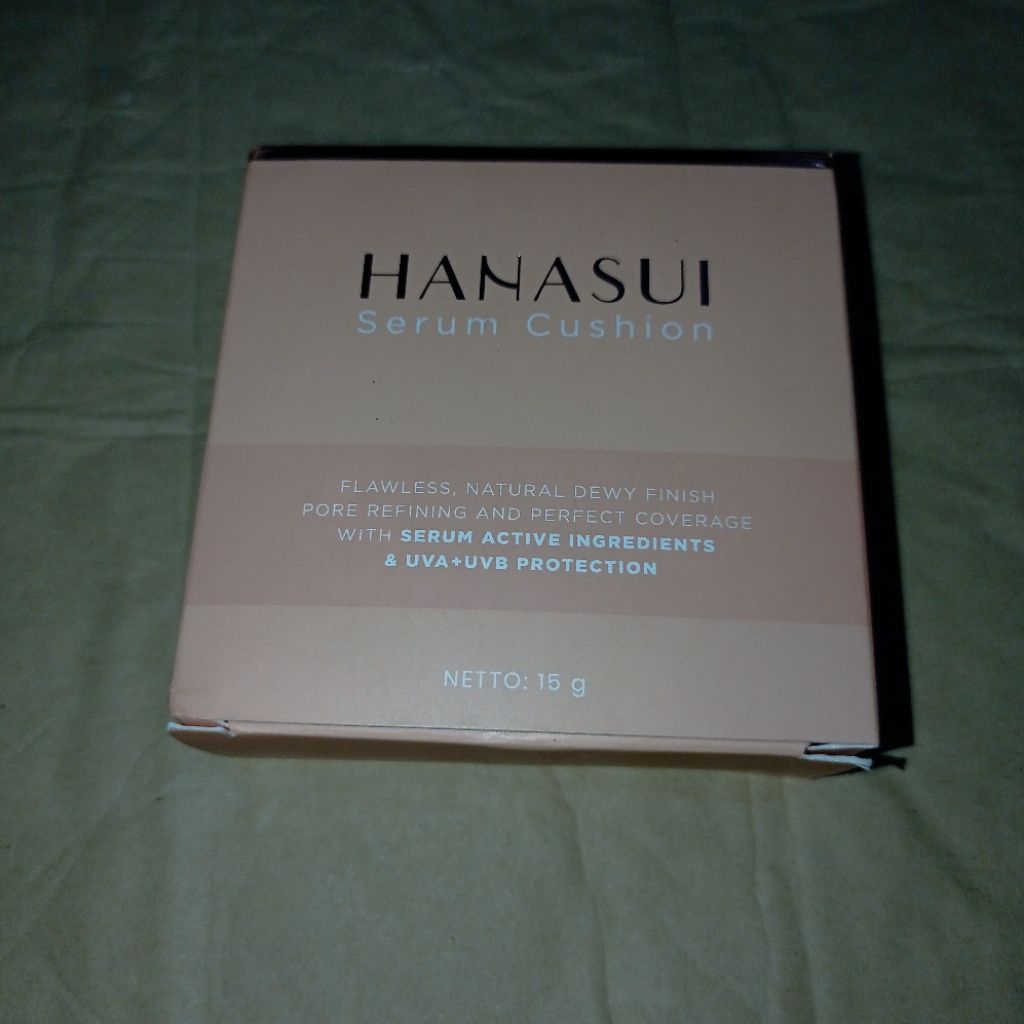 HANASUI
Serum Cushion
FLAWLESS, NATURAL DEWY FINISH
PORE REFINING AND PERFECT COVERAGE
WITH SERUM ACTIVE INGREDIENTS
& UVA+UVB PROTECTION
NETTO: 15 g